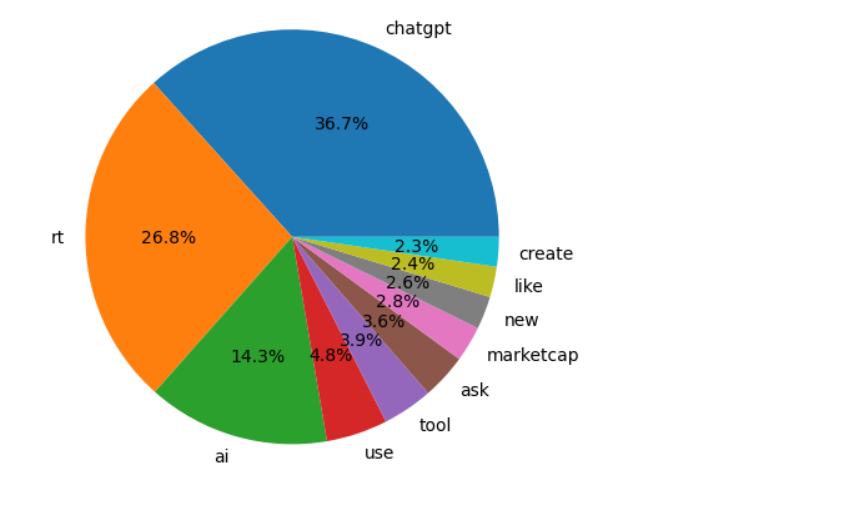 chatgpt
36.7%
rt
26.8%
2.3%
create
2.4%
like
2.6%
new
2.8%
marketcap
3.6%
ask
3.9%
tool
4.8%
use
14.3%
ai